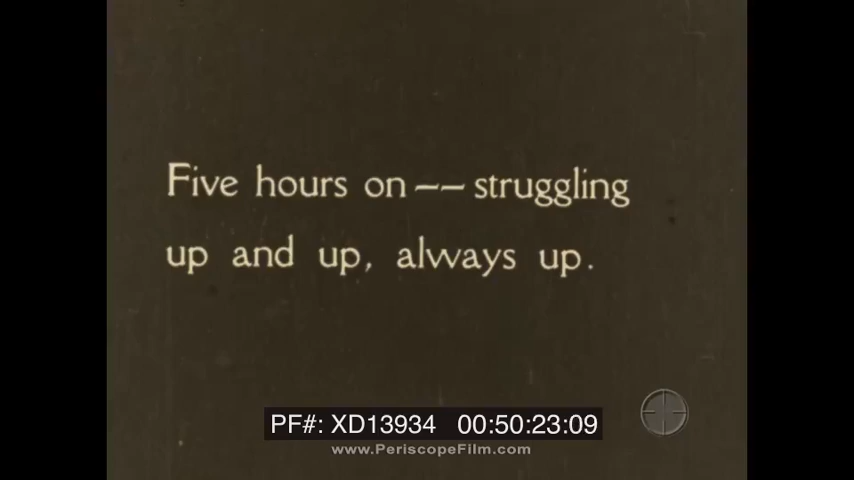 Five hours on -- struggling
up and up, always up.
PF#: XD13934 00:50:23:09
www.PeriscopeFilm.com